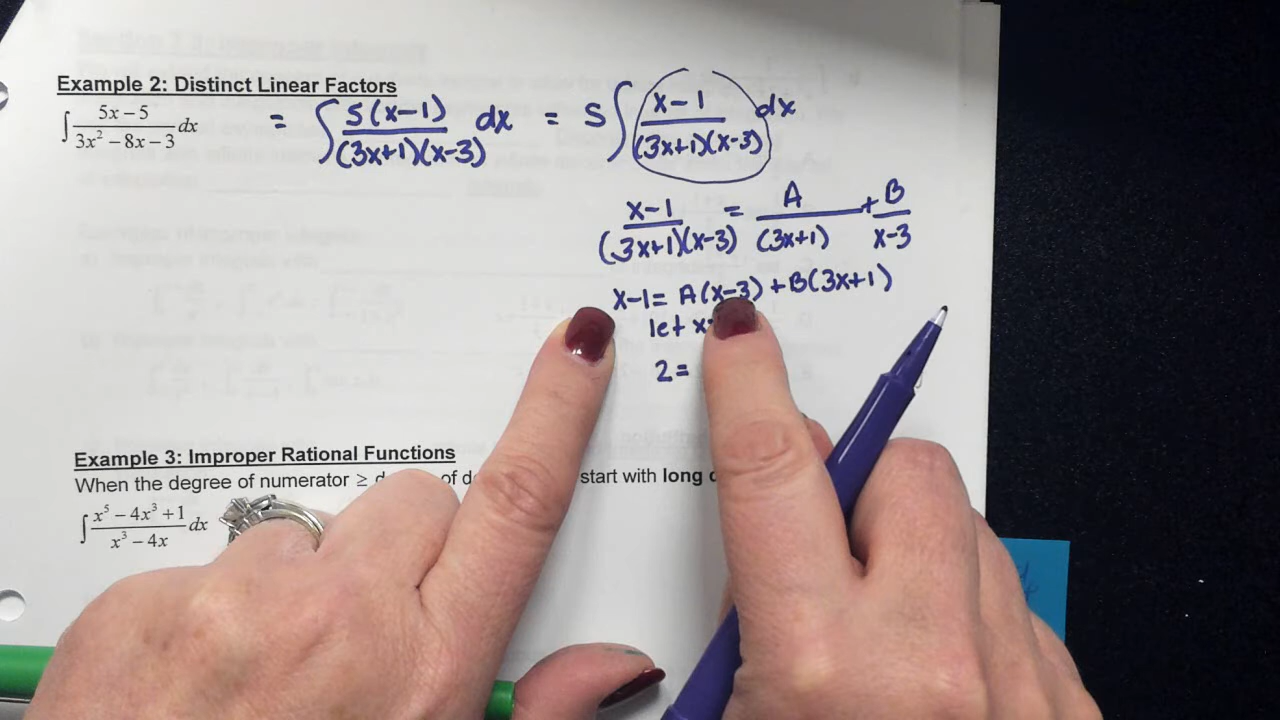 Example 2: Distinct Linear Factors
∫ (5x − 5)/(3x² − 8x − 3) dx = ∫ 5(x−1)/((3x+1)(x−3)) dx = 5∫ (x−1)/((3x+1)(x−3)) dx
(x−1)/((3x+1)(x−3)) = A/(3x+1) + B/(x−3)
x−1 = A(x−3) + B(3x+1)
let x
2 =
Example 3: Improper Rational Functions
When the degree of numerator ≥ of start with long
∫ (x⁵ − 4x³ + 1)/(x³ − 4x) dx